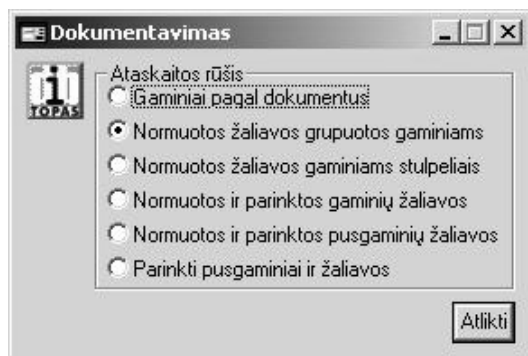 Dokumentavimas
i
TOPAS
Ataskaitos rūšis
Gaminiai pagal dokumentus
Normuotos žaliavos grupuotos gaminiams
Normuotos žaliavos gaminiams stulpeliais
Normuotos ir parinktos gaminių žaliavos
Normuotos ir parinktos pusgaminių žaliavos
Parinkti pusgaminiai ir žaliavos
Atlikti